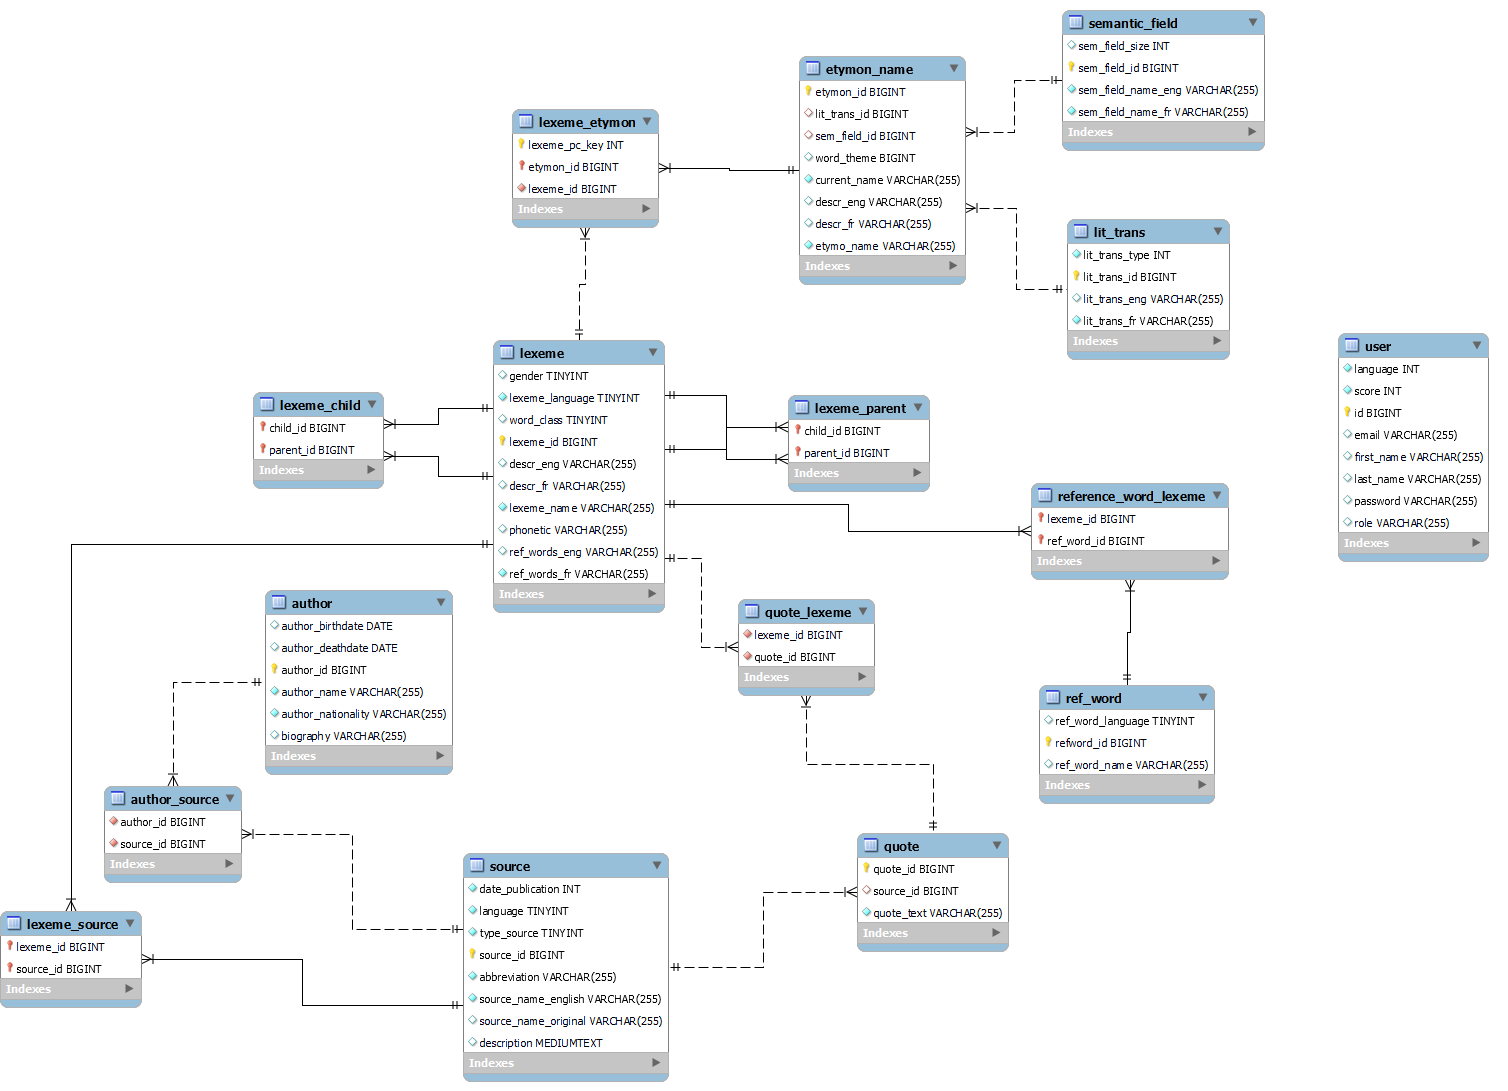 semantic_field
sem_field_size INT
sem_field_id BIGINT
sem_field_name_eng VARCHAR(255)
sem_field_name_fr VARCHAR(255)
Indexes
etymon_name
etymon_id BIGINT
lit_trans_id BIGINT
sem_field_id BIGINT
word_theme BIGINT
current_name VARCHAR(255)
descr_eng VARCHAR(255)
descr_fr VARCHAR(255)
etymo_name VARCHAR(255)
Indexes
lexeme_etymon
lexeme_pc_key INT
etymon_id BIGINT
lexeme_id BIGINT
Indexes
lit_trans
lit_trans_type INT
lit_trans_id BIGINT
lit_trans_eng VARCHAR(255)
lit_trans_fr VARCHAR(255)
Indexes
user
language INT
score INT
id BIGINT
email VARCHAR(255)
first_name VARCHAR(255)
last_name VARCHAR(255)
password VARCHAR(255)
role VARCHAR(255)
Indexes
lexeme
gender TINYINT
lexeme_language TINYINT
word_class TINYINT
lexeme_id BIGINT
descr_eng VARCHAR(255)
descr_fr VARCHAR(255)
lexeme_name VARCHAR(255)
phonetic VARCHAR(255)
ref_words_eng VARCHAR(255)
ref_words_fr VARCHAR(255)
Indexes
lexeme_child
child_id BIGINT
parent_id BIGINT
Indexes
lexeme_parent
child_id BIGINT
parent_id BIGINT
Indexes
reference_word_lexeme
lexeme_id BIGINT
ref_word_id BIGINT
Indexes
author
author_birthdate DATE
author_deathdate DATE
author_id BIGINT
author_name VARCHAR(255)
author_nationality VARCHAR(255)
biography VARCHAR(255)
Indexes
quote_lexeme
lexeme_id BIGINT
quote_id BIGINT
Indexes
ref_word
ref_word_language TINYINT
refword_id BIGINT
ref_word_name VARCHAR(255)
Indexes
author_source
author_id BIGINT
source_id BIGINT
Indexes
quote
quote_id BIGINT
source_id BIGINT
quote_text VARCHAR(255)
Indexes
source
date_publication INT
language TINYINT
type_source TINYINT
source_id BIGINT
abbreviation VARCHAR(255)
source_name_english VARCHAR(255)
source_name_original VARCHAR(255)
description MEDIUMTEXT
Indexes
lexeme_source
lexeme_id BIGINT
source_id BIGINT
Indexes